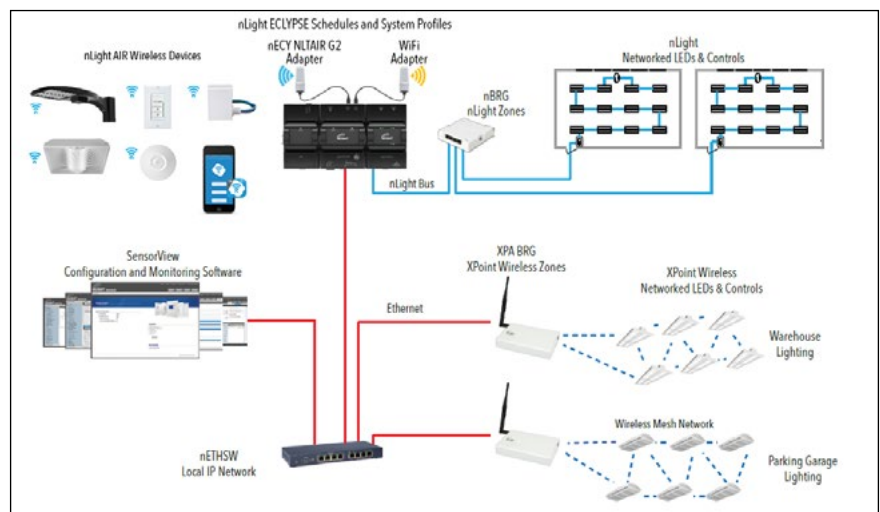 nLight ECLYPSE Schedules and System Profiles
nLight AIR Wireless Devices
nECY NLTAIR G2
Adapter
WiFi
Adapter
nLight
Networked LEDs & Controls
nBRG
nLight Zones
nLight Bus
SensorView
Configuration and Monitoring Software
XPA BRG
XPoint Wireless Zones
XPoint Wireless
Networked LEDs & Controls
Ethernet
Warehouse
Lighting
Wireless Mesh Network
nETHSW
Local IP Network
Parking Garage
Lighting